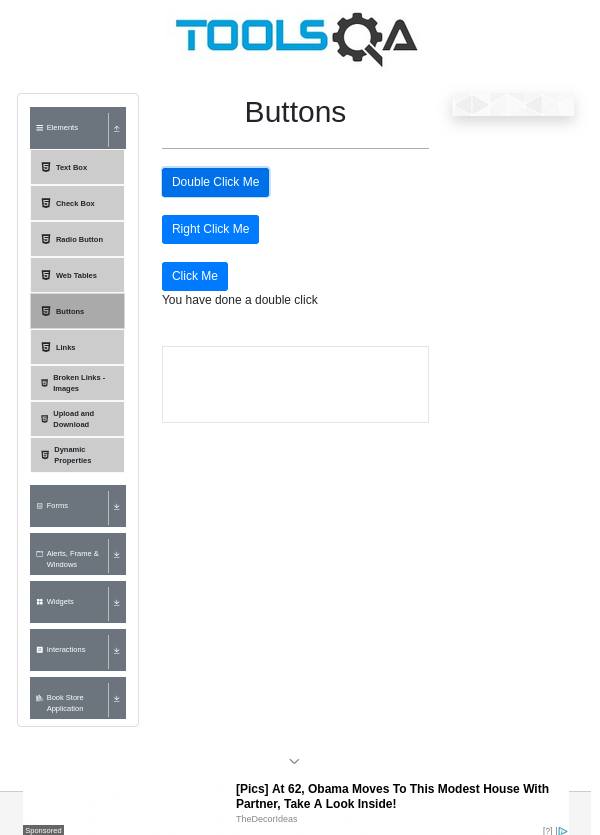 TOOLSQA
Elements
Text Box
Check Box
Radio Button
Web Tables
Buttons
Links
Broken Links -
Images
Upload and
Download
Dynamic
Properties
Forms
Alerts, Frame &
Windows
Widgets
Interactions
Book Store
Application
Buttons
Double Click Me
Right Click Me
Click Me
You have done a double click
[Pics] At 62, Obama Moves To This Modest House With
Partner, Take A Look Inside!
TheDecorIdeas
Sponsored
[?]